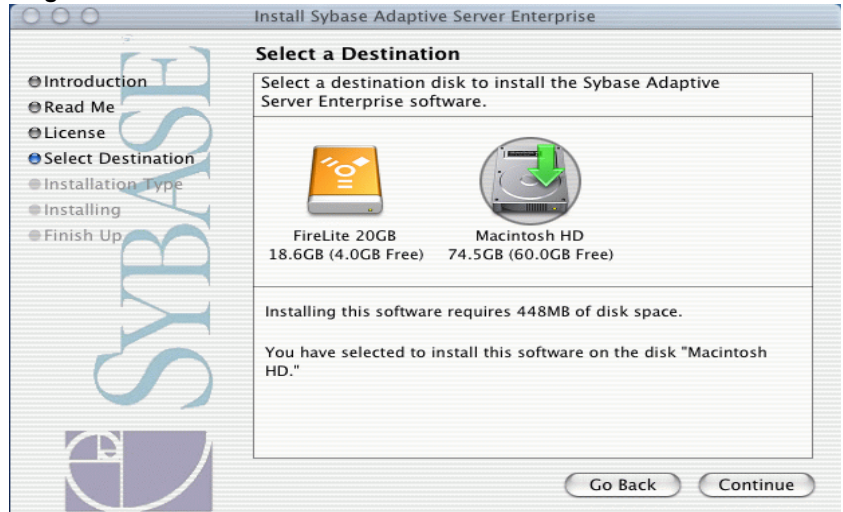 Install Sybase Adaptive Server Enterprise
Select a Destination
Introduction
Read Me
License
Select Destination
Installation Type
Installing
Finish Up
SYBASE
Select a destination disk to install the Sybase Adaptive
Server Enterprise software.
FireLite 20GB
18.6GB (4.0GB Free)
Macintosh HD
74.5GB (60.0GB Free)
Installing this software requires 448MB of disk space.
You have selected to install this software on the disk "Macintosh
HD."
Go Back
Continue